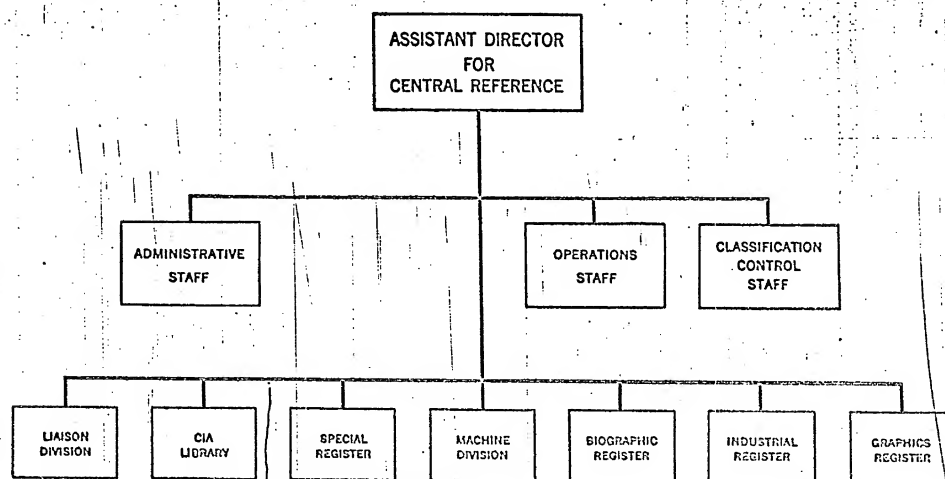 ASSISTANT DIRECTOR
FOR
CENTRAL REFERENCE
ADMINISTRATIVE
STAFF
OPERATIONS
STAFF
CLASSIFICATION
CONTROL
STAFF
LIAISON
DIVISION
CIA
LIBRARY
SPECIAL
REGISTER
MACHINE
DIVISION
BIOGRAPHIC
REGISTER
INDUSTRIAL
REGISTER
GRAPHICS
REGISTER